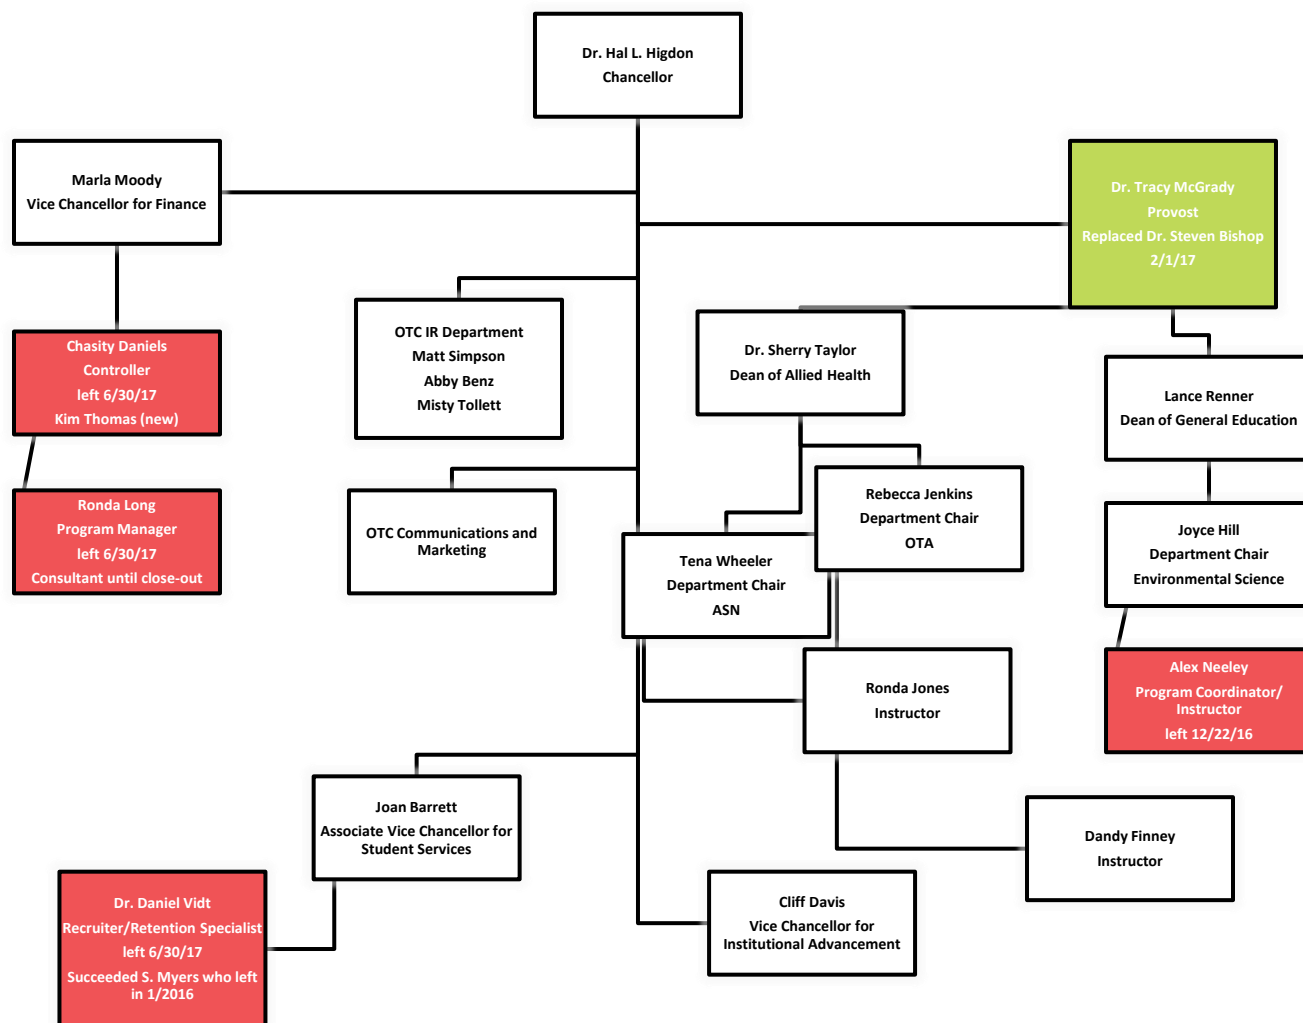 Dr. Hal L. Higdon
Chancellor
Marla Moody
Vice Chancellor for Finance
Dr. Tracy McGrady
Provost
Replaced Dr. Steven Bishop
2/1/17
Chasity Daniels
Controller
left 6/30/17
Kim Thomas (new)
OTC IR Department
Matt Simpson
Abby Benz
Misty Tollett
Dr. Sherry Taylor
Dean of Allied Health
Lance Renner
Dean of General Education
Ronda Long
Program Manager
left 6/30/17
Consultant until close-out
OTC Communications and
Marketing
Rebecca Jenkins
Department Chair
OTA
Tena Wheeler
Department Chair
ASN
Joyce Hill
Department Chair
Environmental Science
Ronda Jones
Instructor
Alex Neeley
Program Coordinator/
Instructor
left 12/22/16
Joan Barrett
Associate Vice Chancellor for
Student Services
Dandy Finney
Instructor
Dr. Daniel Vidt
Recruiter/Retention Specialist
left 6/30/17
Succeeded S. Myers who left
in 1/2016
Cliff Davis
Vice Chancellor for
Institutional Advancement